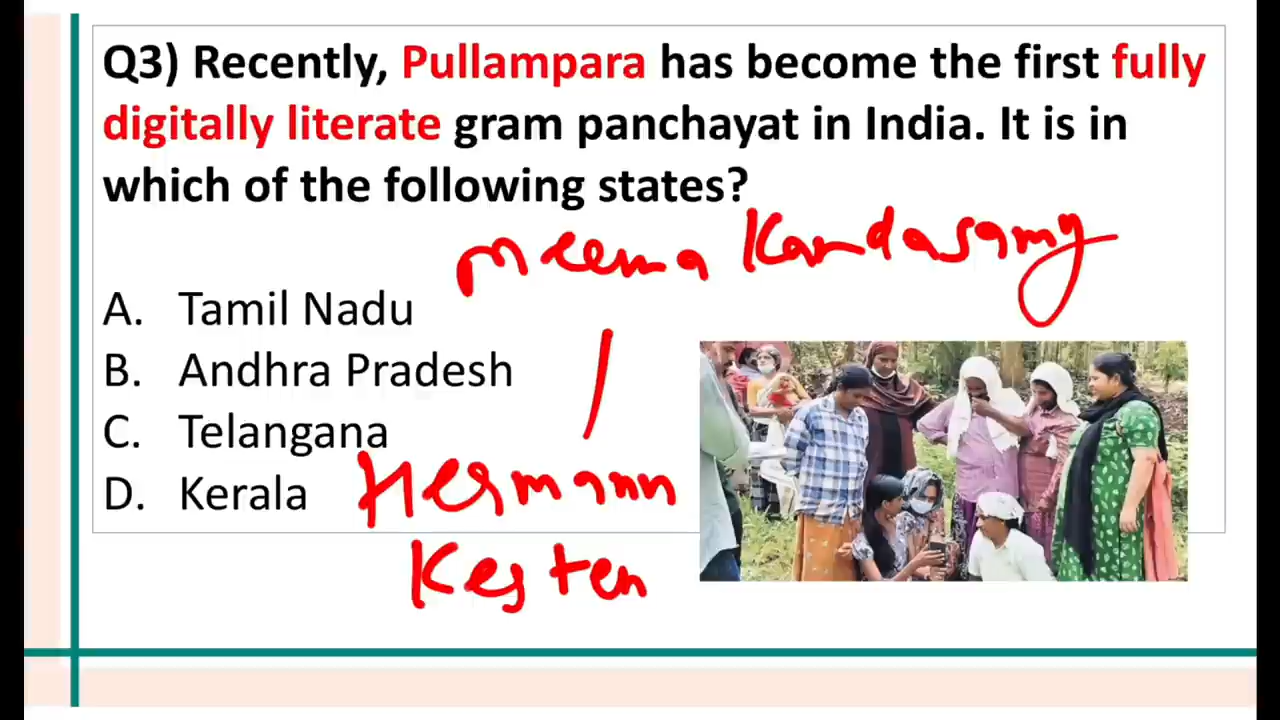 Q3) Recently, Pullampara has become the first fully
digitally literate gram panchayat in India. It is in
which of the following states?
Meena Kandasamy
A. Tamil Nadu
B. Andhra Pradesh
C. Telangana
D. Kerala
Hermann
Kesten